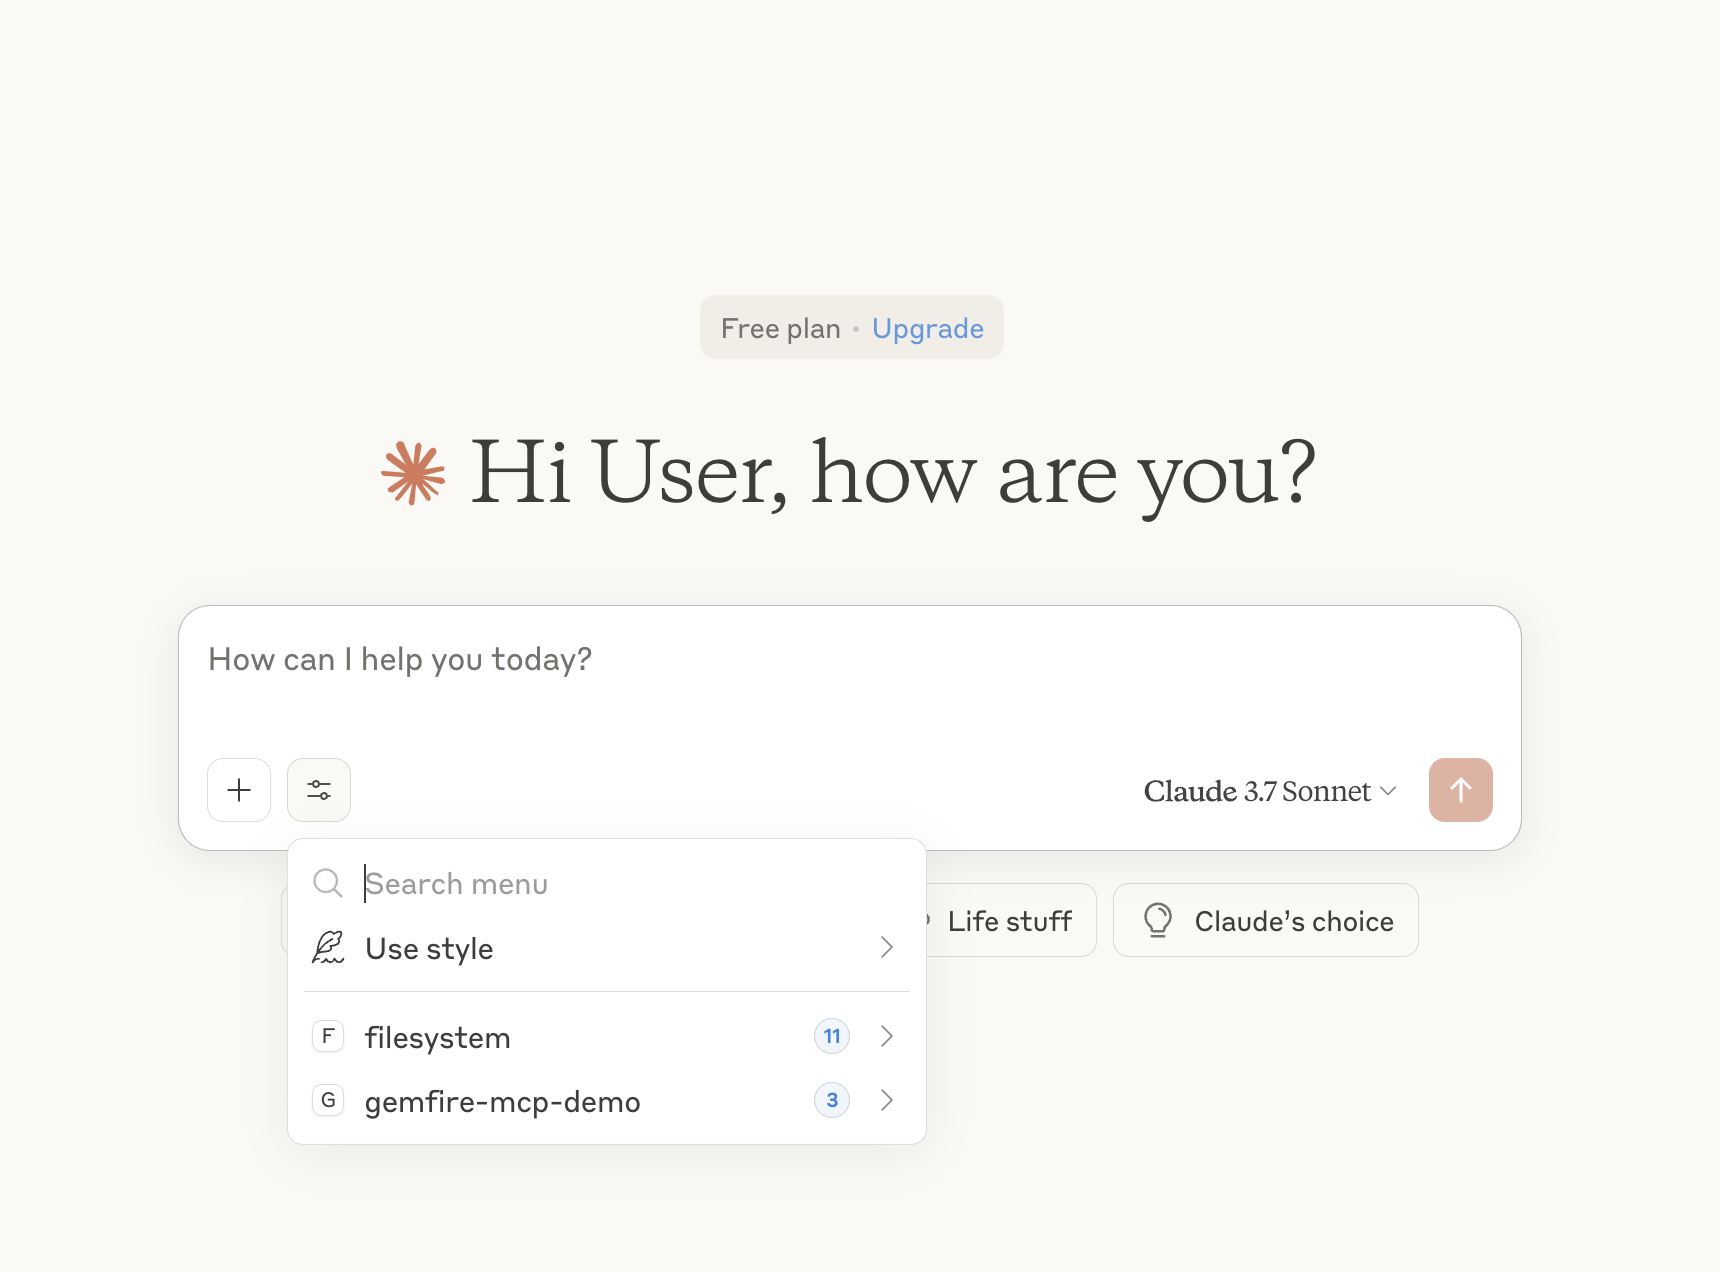 Free plan • Upgrade
Hi User, how are you?
How can I help you today?
Claude 3.7 Sonnet
Search menu
Use style
Life stuff
Claude's choice
F filesystem 11
G gemfire-mcp-demo 3